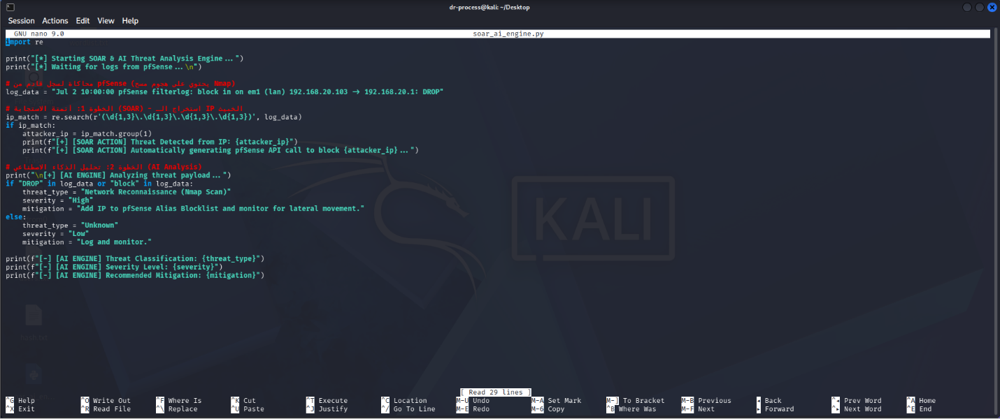 dr-process@kali: ~/Desktop
Session Actions Edit View Help
GNU nano 9.0 soar_ai_engine.py
import re
print("[*] Starting SOAR & AI Threat Analysis Engine...")
print("[*] Waiting for logs from pfSense...\n")
# محاكاة لسجل قادم من pfSense (يحتوي على هجوم مسح Nmap)
log_data = "Jul 2 10:00:00 pfSense filterlog: block in on em1 (lan) 192.168.20.103 → 192.168.20.1: DROP"
# الخطوة 1: أتمتة الاستجابة (SOAR) - استخراج الـ IP الخبيث
ip_match = re.search(r'(\d{1,3}\.\d{1,3}\.\d{1,3}\.\d{1,3})', log_data)
if ip_match:
attacker_ip = ip_match.group(1)
print(f"[+] [SOAR ACTION] Threat Detected from IP: {attacker_ip}")
print(f"[+] [SOAR ACTION] Automatically generating pfSense API call to block {attacker_ip}...")
# الخطوة 2: تحليل الذكاء الاصطناعي (AI Analysis)
print("\n[+] [AI ENGINE] Analyzing threat payload...")
if "DROP" in log_data or "block" in log_data:
threat_type = "Network Reconnaissance (Nmap Scan)"
severity = "High"
mitigation = "Add IP to pfSense Alias Blocklist and monitor for lateral movement."
else:
threat_type = "Unknown"
severity = "Low"
mitigation = "Log and monitor."
print(f"[-] [AI ENGINE] Threat Classification: {threat_type}")
print(f"[-] [AI ENGINE] Severity Level: {severity}")
print(f"[-] [AI ENGINE] Recommended Mitigation: {mitigation}")
KALI
[ Read 29 lines ]
^G Help ^O Write Out ^F Where Is ^K Cut ^T Execute ^C Location M-U Undo M-A Set Mark M-] To Bracket M-B Previous ◂ Back ^◂ Prev Word ^A Home
^X Exit ^R Read File ^\ Replace ^U Paste ^J Justify ^/ Go To Line M-E Redo M-6 Copy ^B Where Was M-F Next ▸ Forward ^▸ Next Word ^E End